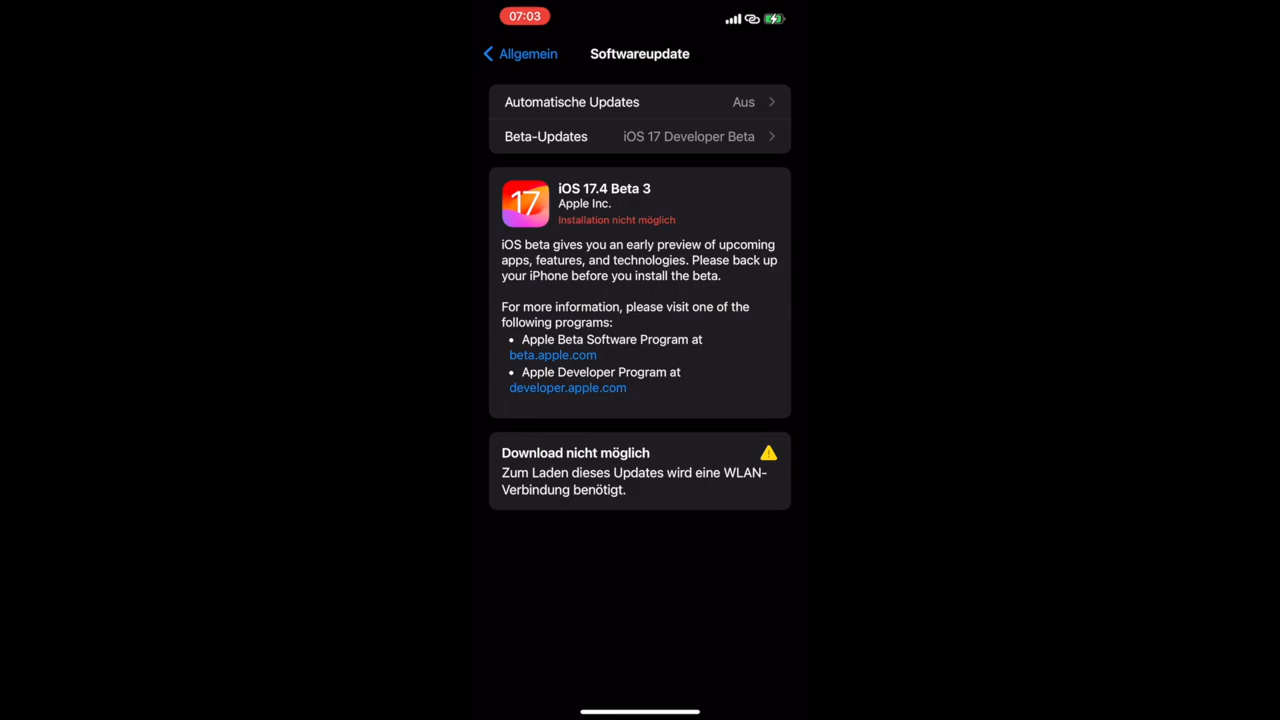 07:03
Allgemein
Softwareupdate
Automatische Updates Aus
Beta-Updates iOS 17 Developer Beta
17
iOS 17.4 Beta 3
Apple Inc.
Installation nicht möglich
iOS beta gives you an early preview of upcoming
apps, features, and technologies. Please back up
your iPhone before you install the beta.
For more information, please visit one of the
following programs:
• Apple Beta Software Program at
beta.apple.com
• Apple Developer Program at
developer.apple.com
Download nicht möglich
Zum Laden dieses Updates wird eine WLAN-
Verbindung benötigt.